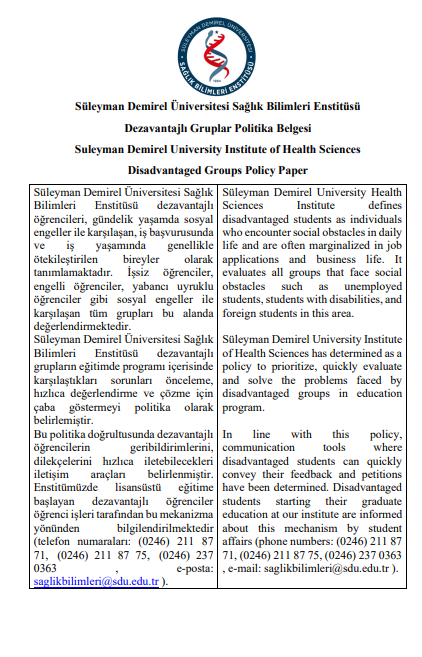 SÜLEYMAN DEMİREL ÜNİVERSİTESİ
SAĞLIK BİLİMLERİ ENSTİTÜSÜ
1994
Süleyman Demirel Üniversitesi Sağlık Bilimleri Enstitüsü
Dezavantajlı Gruplar Politika Belgesi
Suleyman Demirel University Institute of Health Sciences
Disadvantaged Groups Policy Paper
Süleyman Demirel Üniversitesi Sağlık
Bilimleri Enstitüsü dezavantajlı
öğrencileri, gündelik yaşamda sosyal
engeller ile karşılaşan, iş başvurusunda
ve iş yaşamında genellikle
ötekileştirilen bireyler olarak
tanımlamaktadır. İşsiz öğrenciler,
engelli öğrenciler, yabancı uyruklu
öğrenciler gibi sosyal engeller ile
karşılaşan tüm grupları bu alanda
değerlendirmektedir.
Süleyman Demirel Üniversitesi Sağlık
Bilimleri Enstitüsü dezavantajlı
grupların eğitimde programı içerisinde
karşılaştıkları sorunları önceleme,
hızlıca değerlendirme ve çözme için
çaba göstermeyi politika olarak
belirlemiştir.
Bu politika doğrultusunda dezavantajlı
öğrencilerin geribildirimlerini,
dilekçelerini hızlıca iletebilecekleri
iletişim araçları belirlenmiştir.
Enstitümüzde lisansüstü eğitime
başlayan dezavantajlı öğrenciler
öğrenci işleri tarafından bu mekanizma
yönünden bilgilendirilmektedir
(telefon numaraları: (0246) 211 87
71, (0246) 211 87 75, (0246) 237
0363 , e-posta:
saglikbilimleri@sdu.edu.tr ).
Süleyman Demirel University Health
Sciences Institute defines
disadvantaged students as individuals
who encounter social obstacles in daily
life and are often marginalized in job
applications and business life. It
evaluates all groups that face social
obstacles such as unemployed
students, students with disabilities, and
foreign students in this area.
Süleyman Demirel University Institute
of Health Sciences has determined as a
policy to prioritize, quickly evaluate
and solve the problems faced by
disadvantaged groups in education
program.
In line with this policy,
communication tools where
disadvantaged students can quickly
convey their feedback and petitions
have been determined. Disadvantaged
students starting their graduate
education at our institute are informed
about this mechanism by student
affairs (phone numbers: (0246) 211 87
71, (0246) 211 87 75, (0246) 237 0363
, e-mail: saglikbilimleri@sdu.edu.tr ).